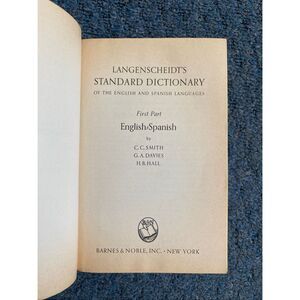 LANGENSCHEIDT'S
STANDARD DICTIONARY
OF THE ENGLISH AND SPANISH LANGUAGES
First Part
English-Spanish
by
C. C. SMITH
G. A. DAVIES
H. B. HALL
BARNES & NOBLE, INC. · NEW YORK